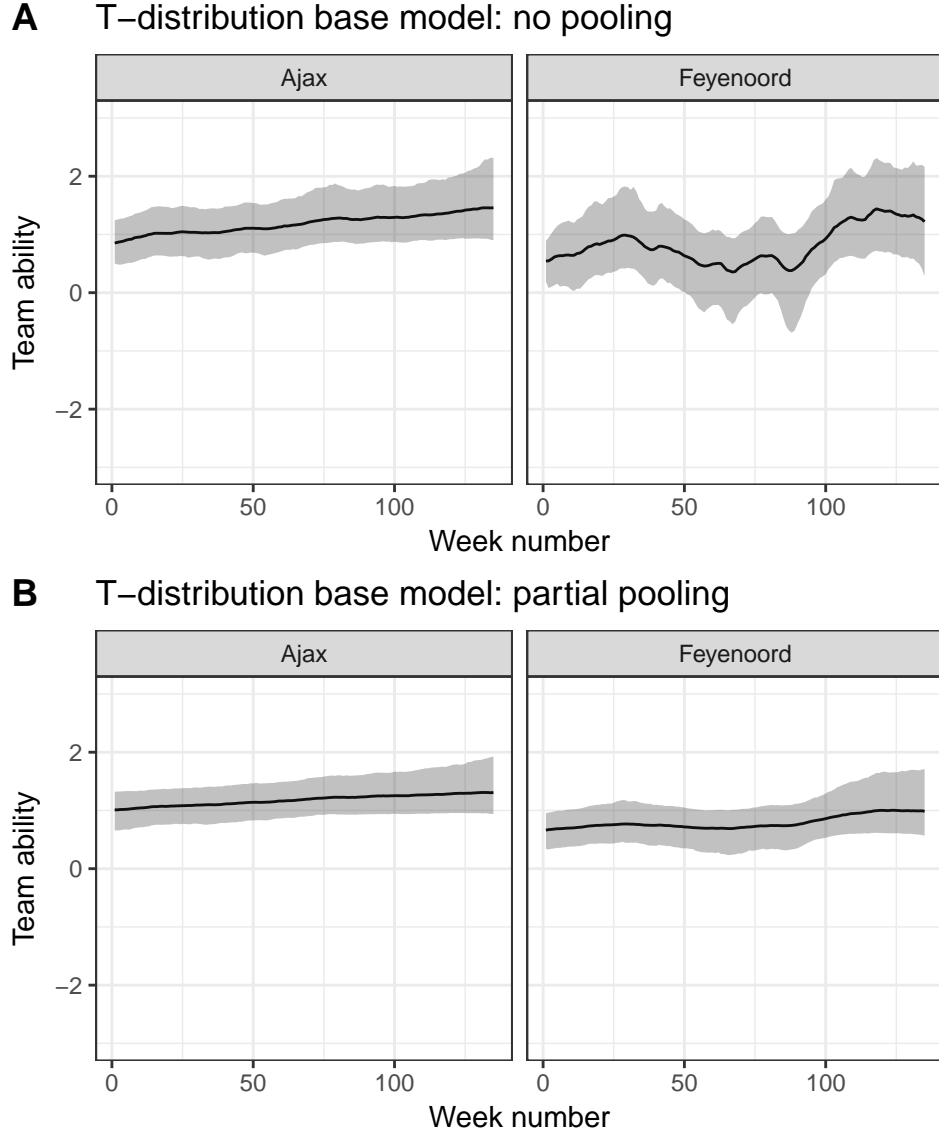 A T−distribution base model: no pooling
Ajax Feyenoord
2
0
−2
Team ability
0 50 100 0 50 100
Week number
B T−distribution base model: partial pooling
Ajax Feyenoord
2
0
−2
Team ability
0 50 100 0 50 100
Week number